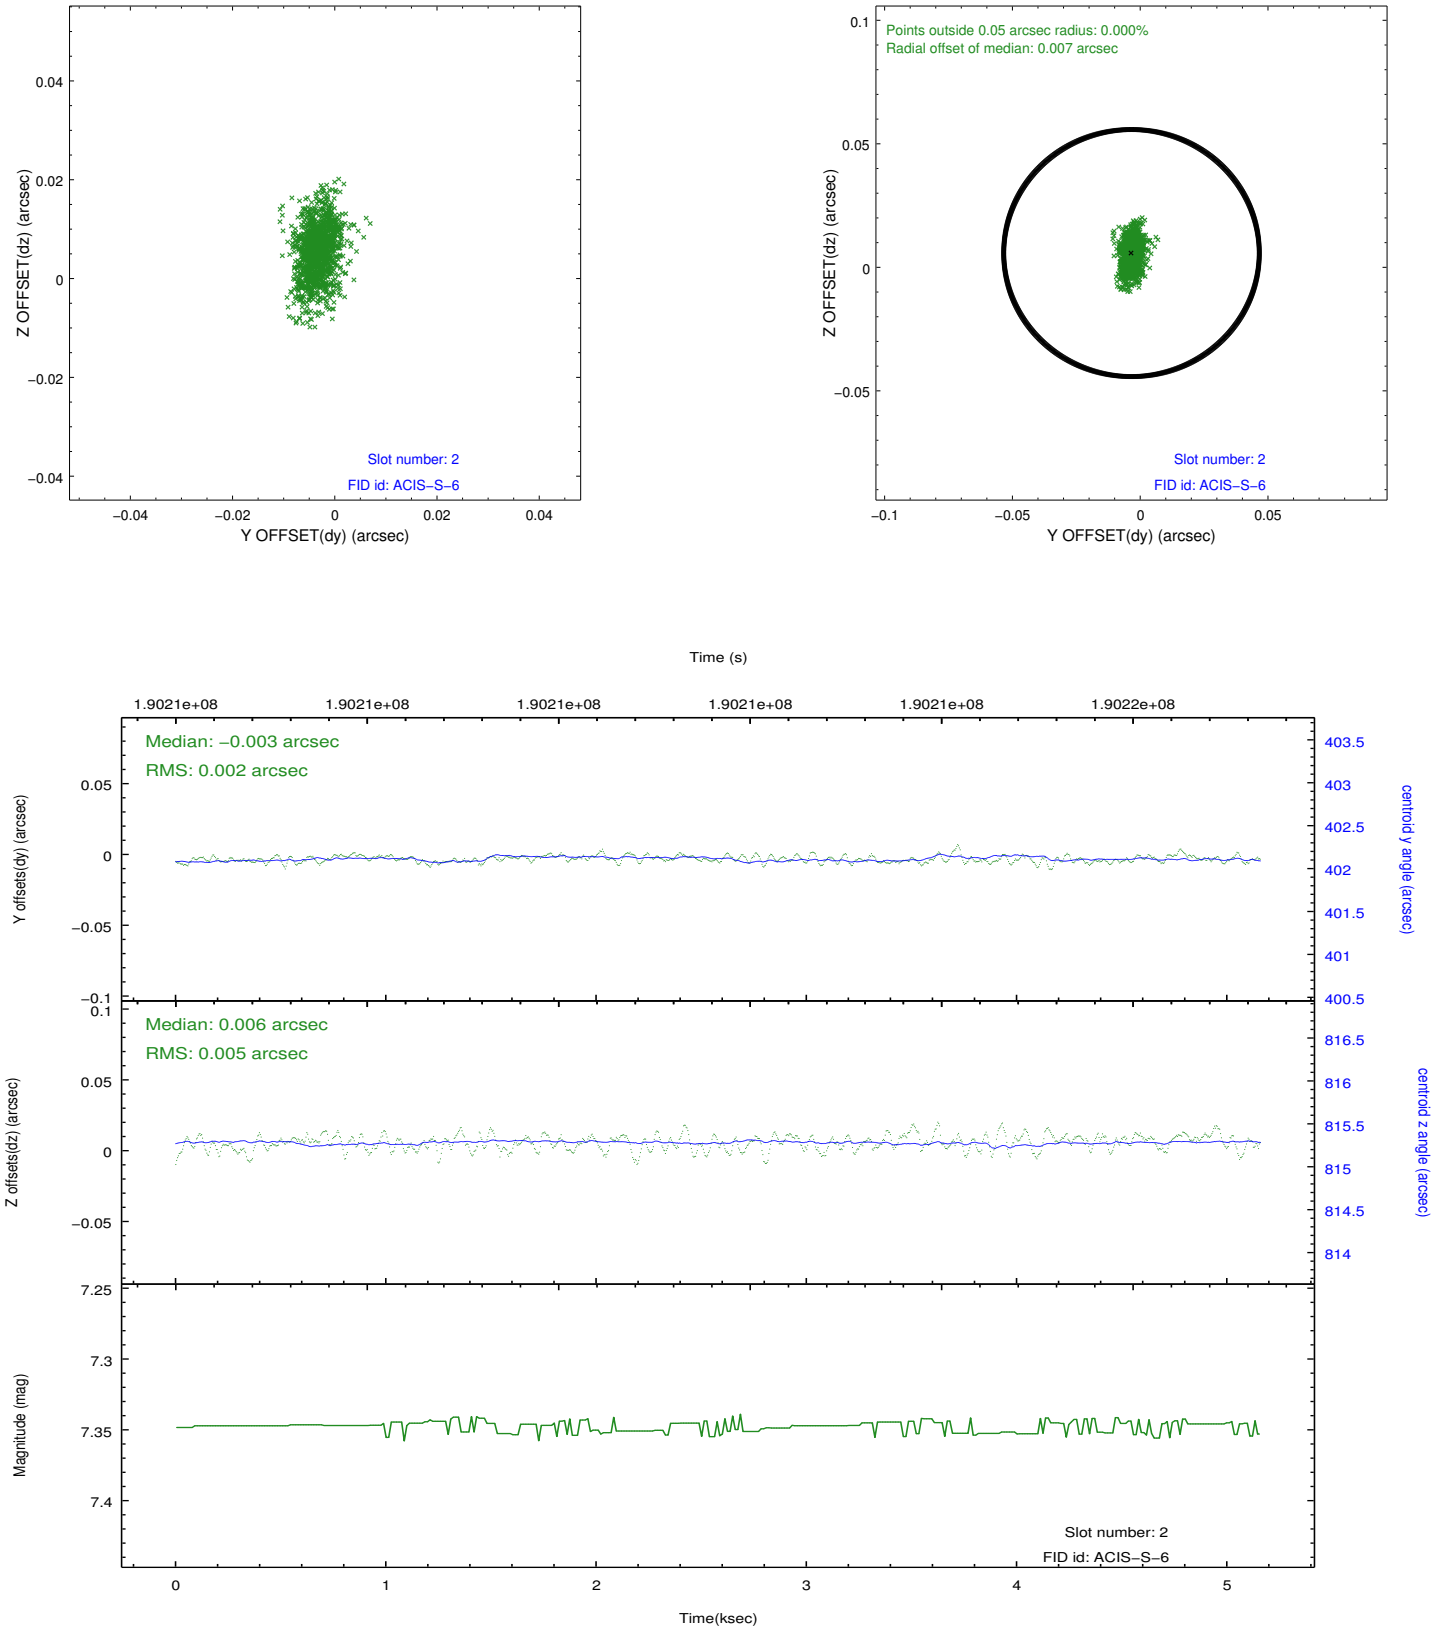 0.04
0.02
0
−0.02
−0.04
Z OFFSET(dz) (arcsec)
Slot number: 2
FID id: ACIS−S−6
−0.04 −0.02 0 0.02 0.04
Y OFFSET(dy) (arcsec)
0.1
0.05
0
−0.05
Z OFFSET(dz) (arcsec)
Points outside 0.05 arcsec radius: 0.000%
Radial offset of median: 0.007 arcsec
Slot number: 2
FID id: ACIS−S−6
−0.1 −0.05 0 0.05
Y OFFSET(dy) (arcsec)
Time (s)
1.9021e+08 1.9021e+08 1.9021e+08 1.9021e+08 1.9021e+08 1.9022e+08
Median: −0.003 arcsec
RMS: 0.002 arcsec
0.05
0
−0.05
−0.1
Y offsets(dy) (arcsec)
403.5
403
402.5
402
401.5
401
400.5
centroid y angle (arcsec)
Median: 0.006 arcsec
RMS: 0.005 arcsec
0.1
0.05
0
−0.05
Z offsets(dz) (arcsec)
816.5
816
815.5
815
814.5
814
centroid z angle (arcsec)
7.25
7.3
7.35
7.4
Magnitude (mag)
Slot number: 2
FID id: ACIS−S−6
0 1 2 3 4 5
Time(ksec)